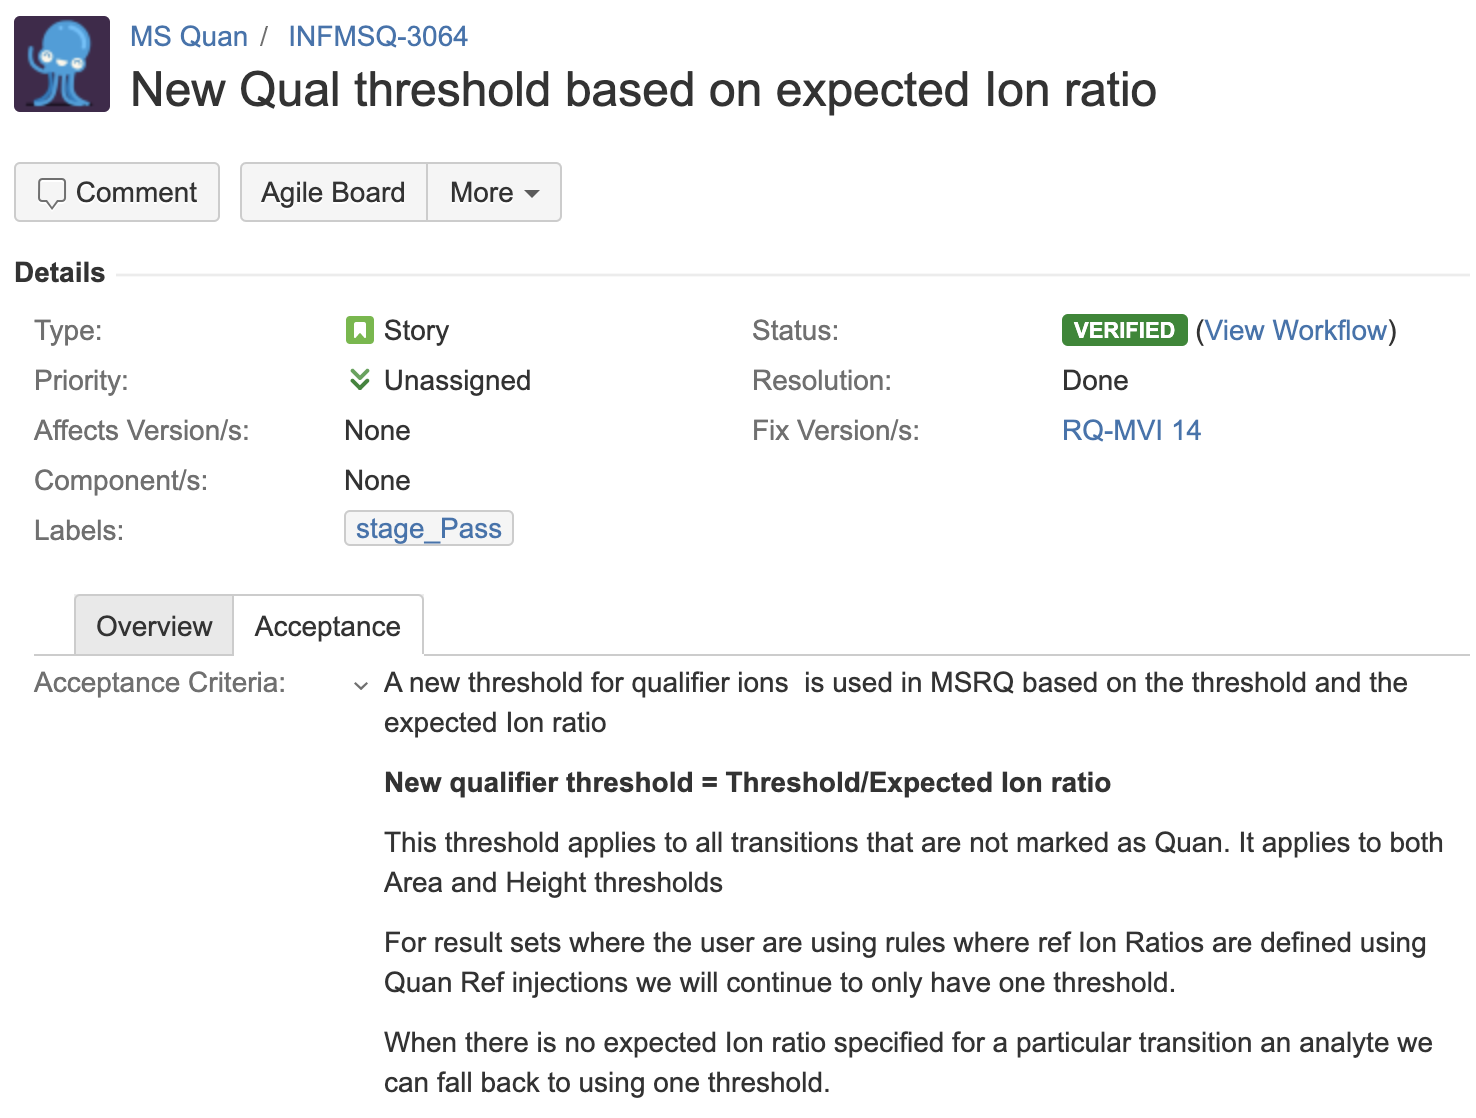 MS Quan / INFMSQ-3064
New Qual threshold based on expected Ion ratio
Comment Agile Board More
Details
Type: Story Status: VERIFIED (View Workflow)
Priority: Unassigned Resolution: Done
Affects Version/s: None Fix Version/s: RQ-MVI 14
Component/s: None
Labels: stage_Pass
Overview Acceptance
Acceptance Criteria: A new threshold for qualifier ions  is used in MSRQ based on the threshold and the
expected Ion ratio
New qualifier threshold = Threshold/Expected Ion ratio
This threshold applies to all transitions that are not marked as Quan. It applies to both
Area and Height thresholds
For result sets where the user are using rules where ref Ion Ratios are defined using
Quan Ref injections we will continue to only have one threshold.
When there is no expected Ion ratio specified for a particular transition an analyte we
can fall back to using one threshold.